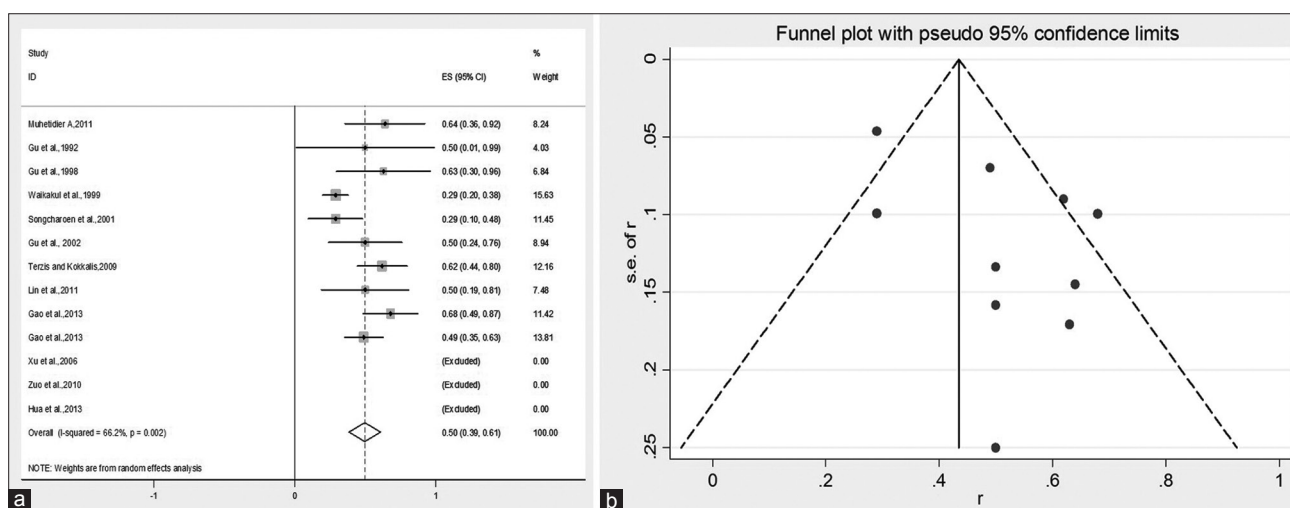 Study %
ID ES (95% CI) Weight
Muhetidier A,2011 0.64 (0.36, 0.92) 8.24
Gu et al.,1992 0.50 (0.01, 0.99) 4.03
Gu et al.,1998 0.63 (0.30, 0.96) 6.84
Waikakul et al.,1999 0.29 (0.20, 0.38) 15.63
Songcharoen et al.,2001 0.29 (0.10, 0.48) 11.45
Gu et al., 2002 0.50 (0.24, 0.76) 8.94
Terzis and Kokkalis,2009 0.62 (0.44, 0.80) 12.16
Lin et al.,2011 0.50 (0.19, 0.81) 7.48
Gao et al.,2013 0.68 (0.49, 0.87) 11.42
Gao et al.,2013 0.49 (0.35, 0.63) 13.81
Xu et al.,2006 (Excluded) 0.00
Zuo et al.,2010 (Excluded) 0.00
Hua et al.,2013 (Excluded) 0.00
Overall (I-squared = 66.2%, p = 0.002) 0.50 (0.39, 0.61) 100.00
NOTE: Weights are from random effects analysis
-1 0 1
a
Funnel plot with pseudo 95% confidence limits
s.e. of r
0
.05
.1
.15
.2
.25
0 .2 .4 .6 .8 1
r
b